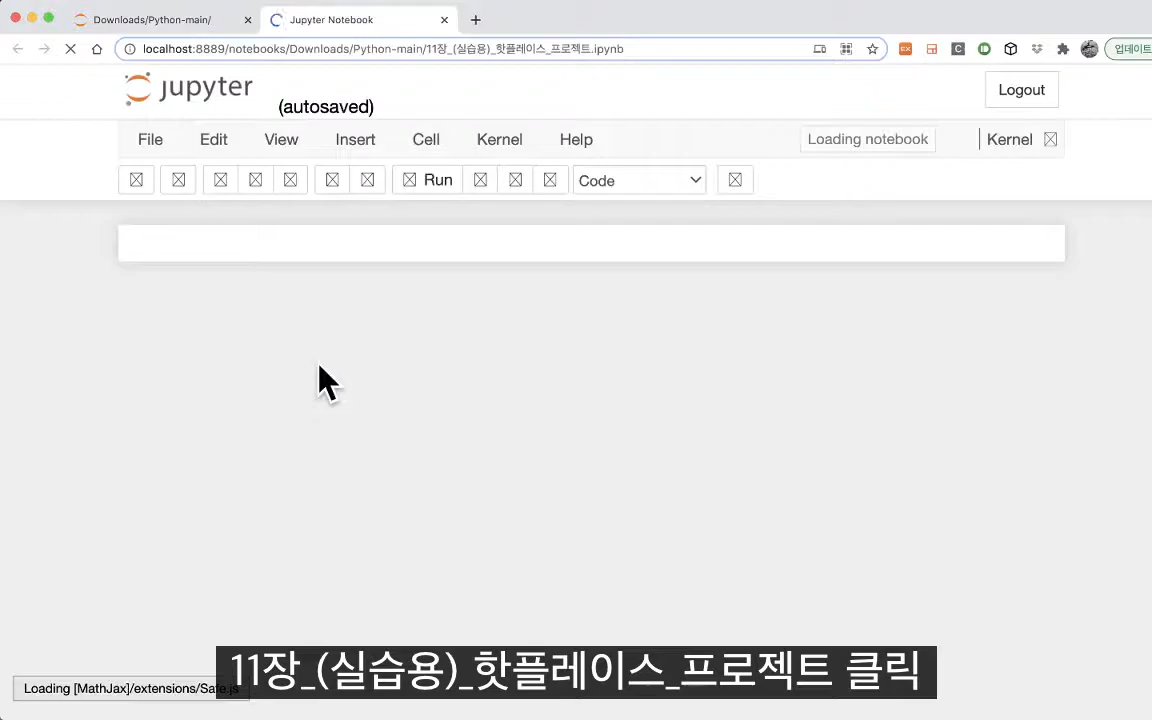 Downloads/Python-main/
Jupyter Notebook
localhost:8889/notebooks/Downloads/Python-main/11장_(실습용)_핫플레이스_프로젝트.ipynb
업데이트
jupyter
(autosaved)
Logout
File Edit View Insert Cell Kernel Help
Loading notebook
Kernel
Run
Code
11장_(실습용)_핫플레이스_프로젝트 클릭
Loading [MathJax]/extensions/Safe.js